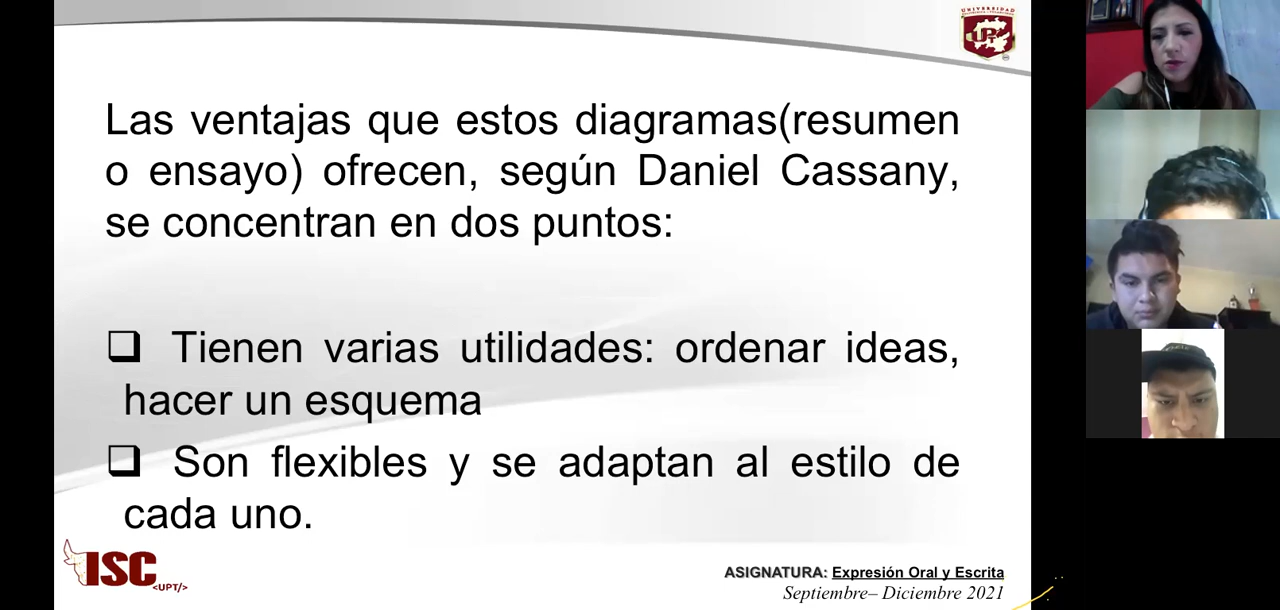 UNIVERSIDAD
UPT
Las ventajas que estos diagramas(resumen
o ensayo) ofrecen, según Daniel Cassany,
se concentran en dos puntos:
❑ Tienen varias utilidades: ordenar ideas,
hacer un esquema
❑ Son flexibles y se adaptan al estilo de
cada uno.
ISC
<UPT/>
ASIGNATURA: Expresión Oral y Escrita
Septiembre– Diciembre 2021